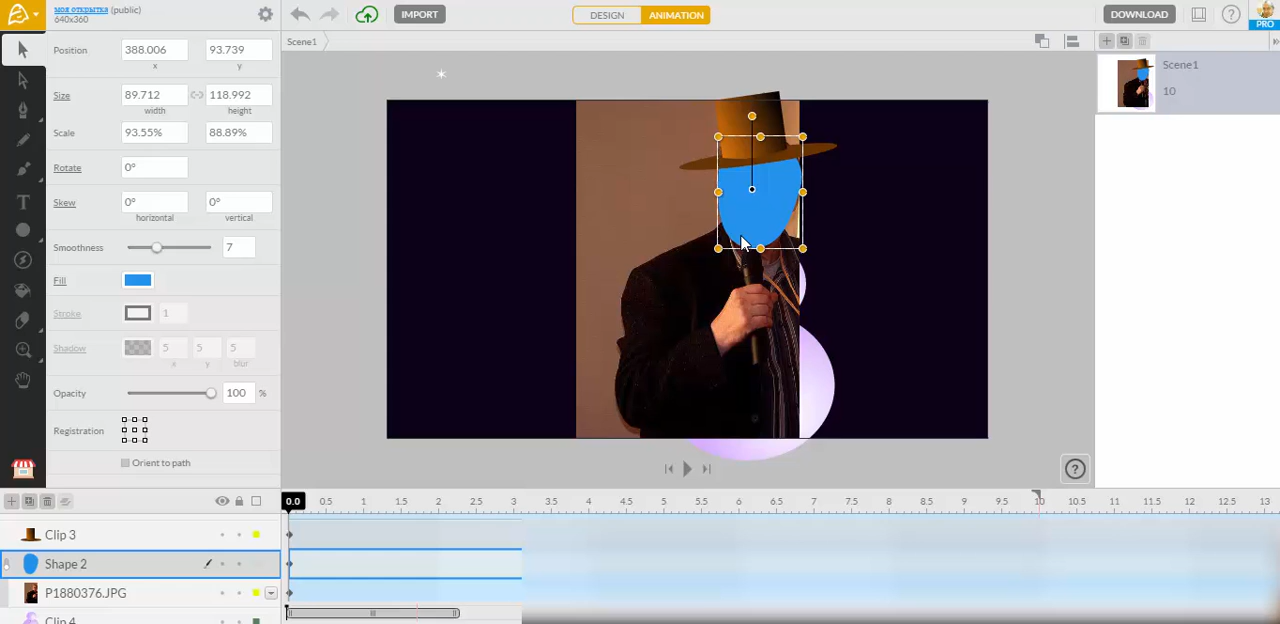 моя открытка (public)
640x360
IMPORT
DESIGN
ANIMATION
DOWNLOAD
?
PRO
Scene1
Position
388.006
93.739
x
y
Size
89.712
118.992
width
height
Scale
93.55%
88.89%
Rotate
0°
Skew
0°
0°
horizontal
vertical
Smoothness
7
Fill
Stroke
1
Shadow
5
5
5
x
y
blur
Opacity
100
%
Registration
Orient to path
T
Scene1
10
?
0.0
0.5
1
1.5
2
2.5
3
3.5
4
4.5
5
5.5
6
6.5
7
7.5
8
8.5
9
9.5
10
10.5
11
11.5
12
12.5
13
Clip 3
Shape 2
P1880376.JPG
Clip 4